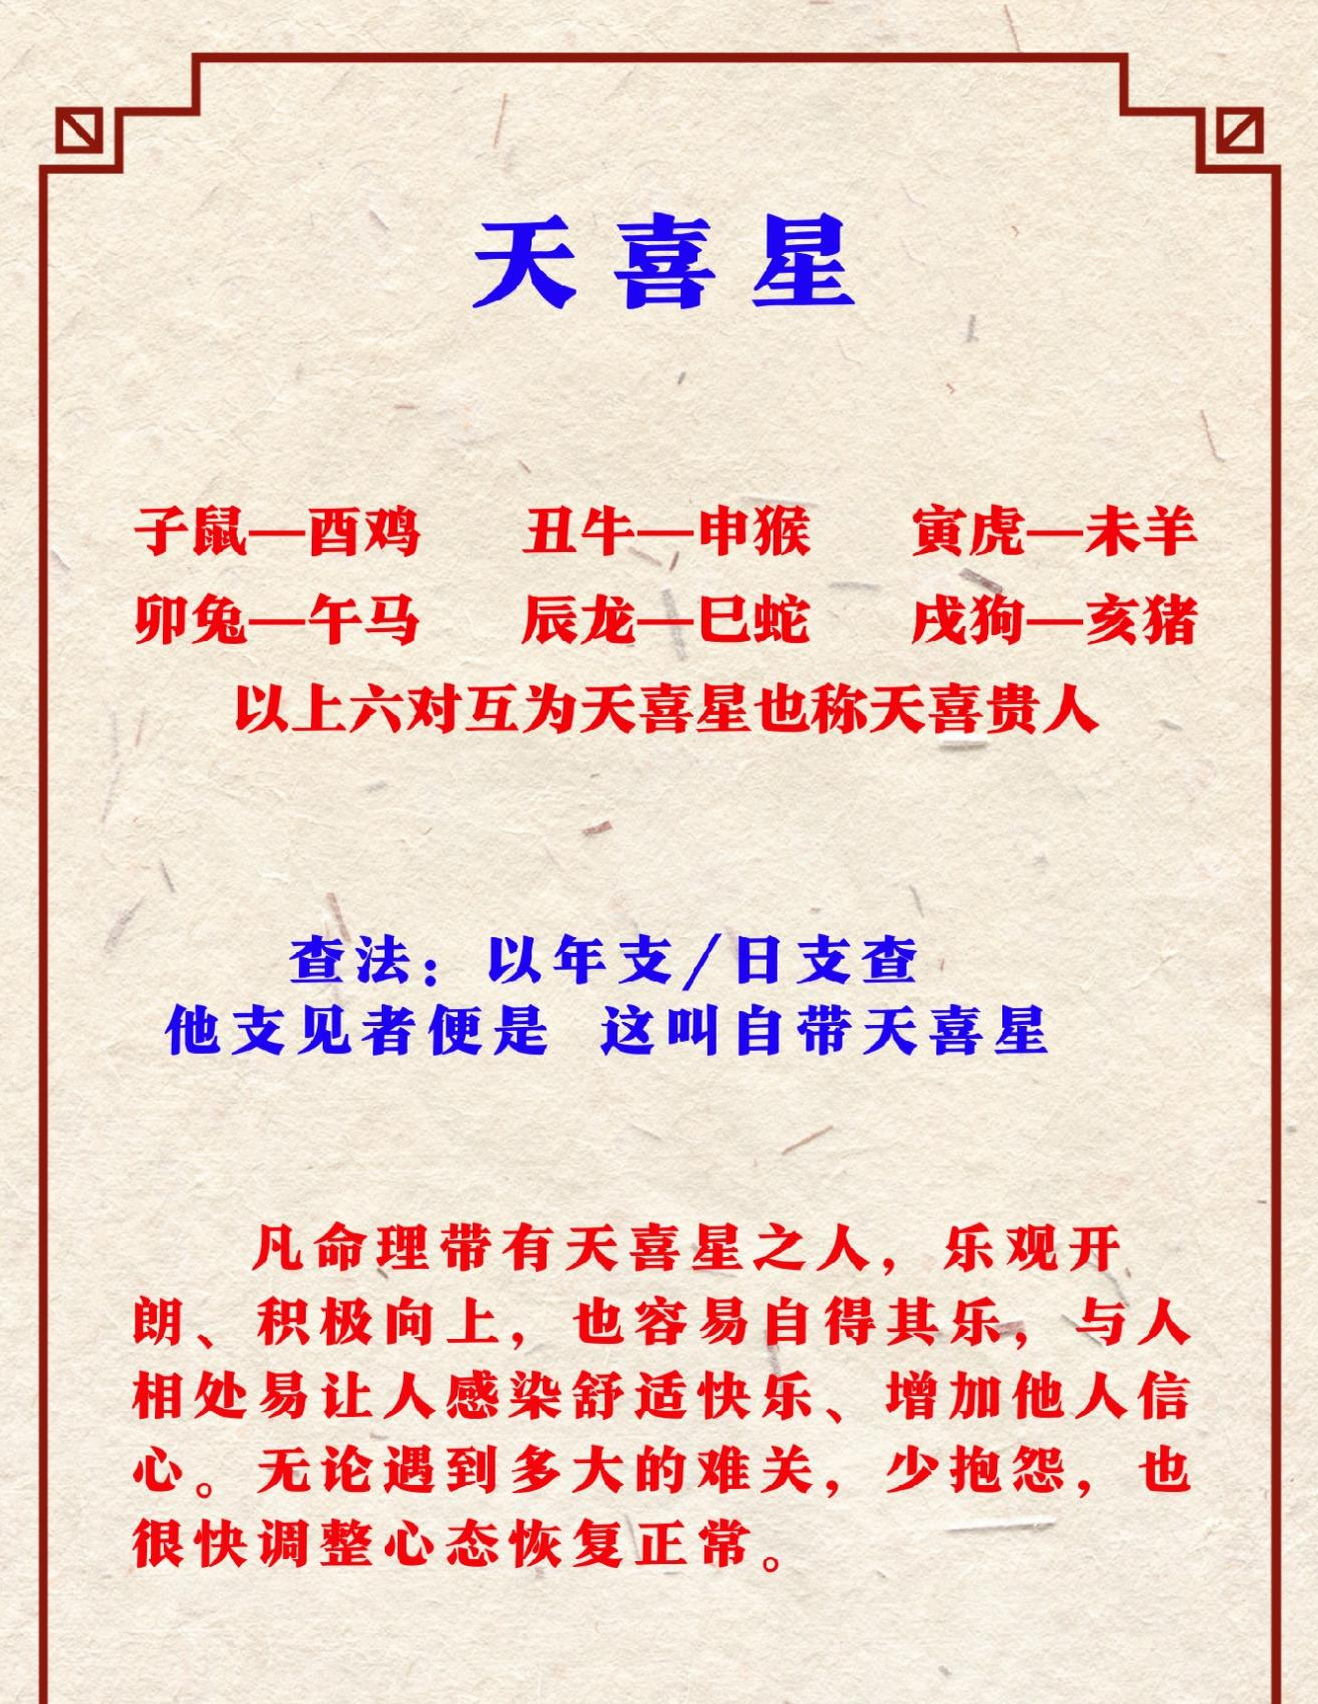 天喜星
子鼠—酉鸡 丑牛—申猴 寅虎—未羊
卯兔—午马 辰龙—巳蛇 戌狗—亥猪
以上六对互为天喜星也称天喜贵人
查法：以年支/日支查
他支见者便是 这叫自带天喜星
凡命理带有天喜星之人，乐观开
朗、积极向上，也容易自得其乐，与人
相处易让人感染舒适快乐、增加他人信
心。无论遇到多大的难关，少抱怨，也
很快调整心态恢复正常。